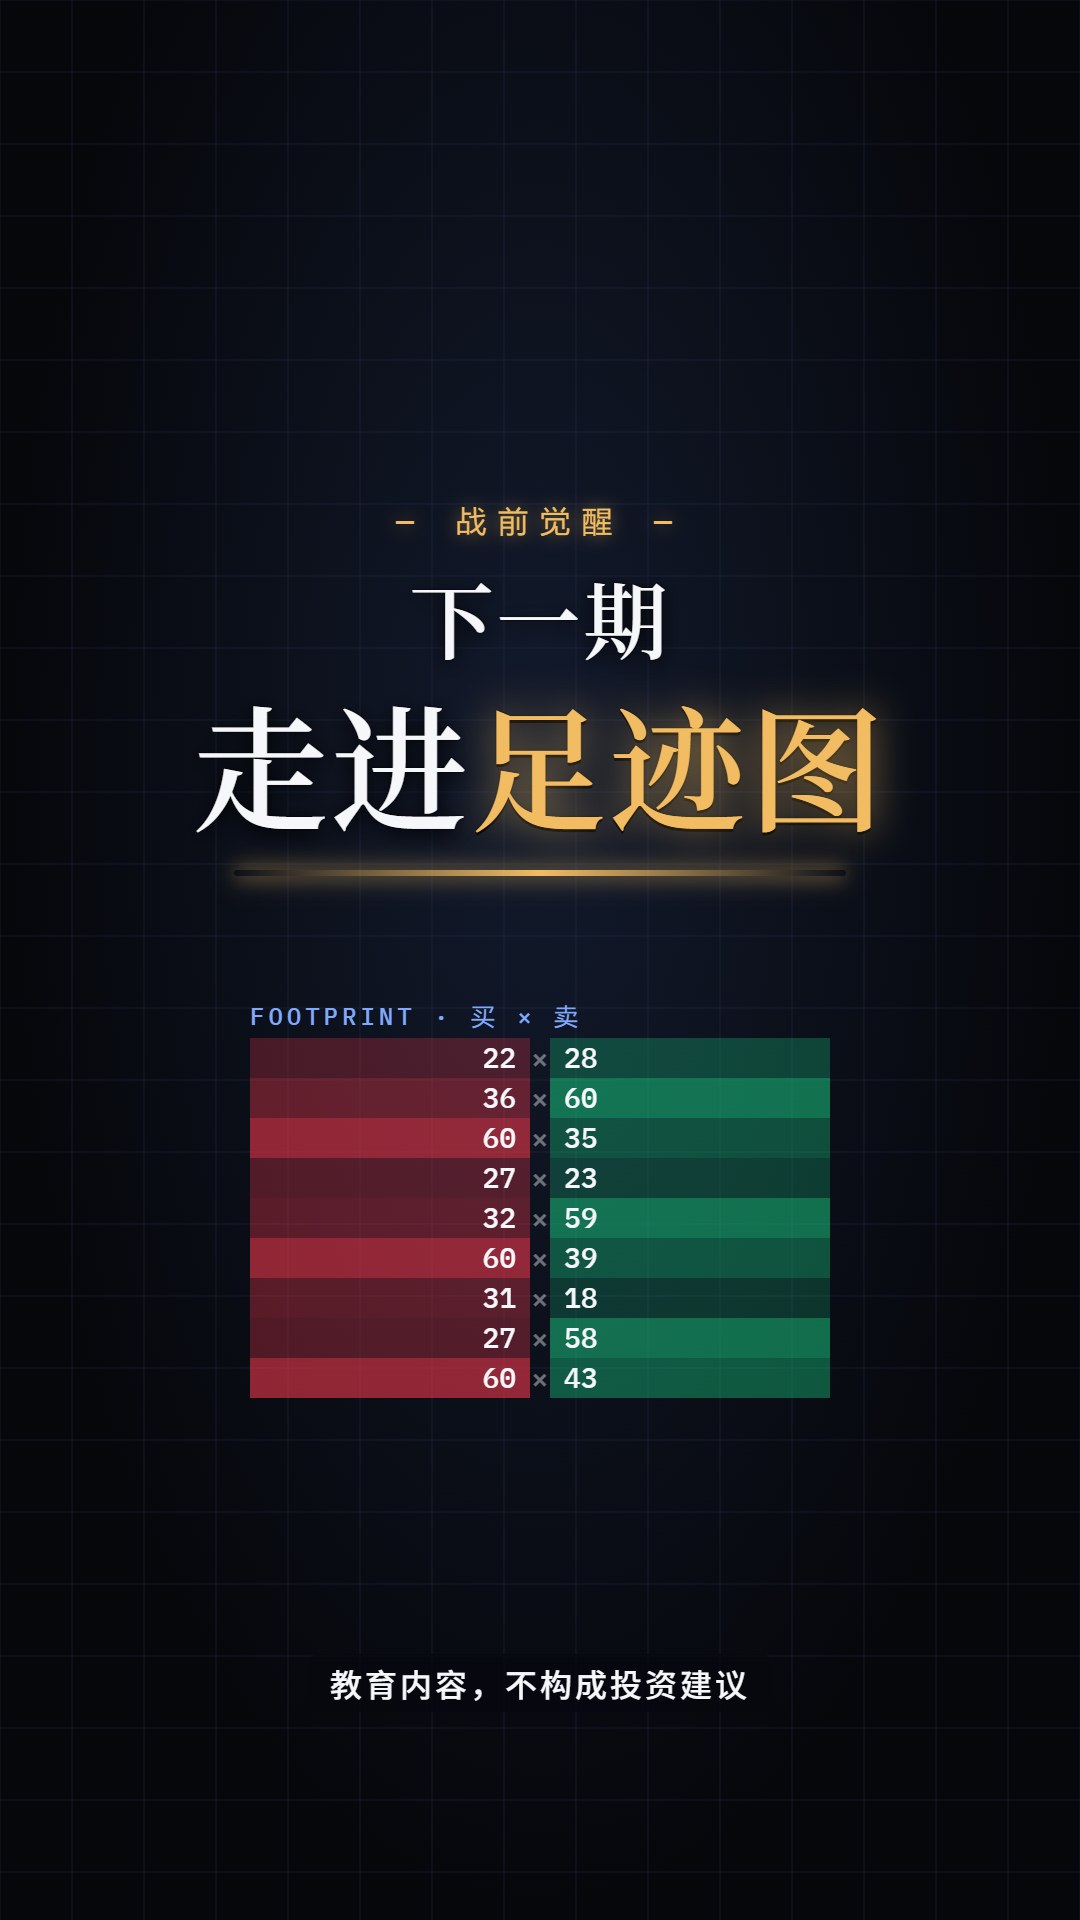 – 战前觉醒 –
下一期
走进足迹图
FOOTPRINT · 买 × 卖
22 × 28
36 × 60
60 × 35
27 × 23
32 × 59
60 × 39
31 × 18
27 × 58
60 × 43
教育内容，不构成投资建议